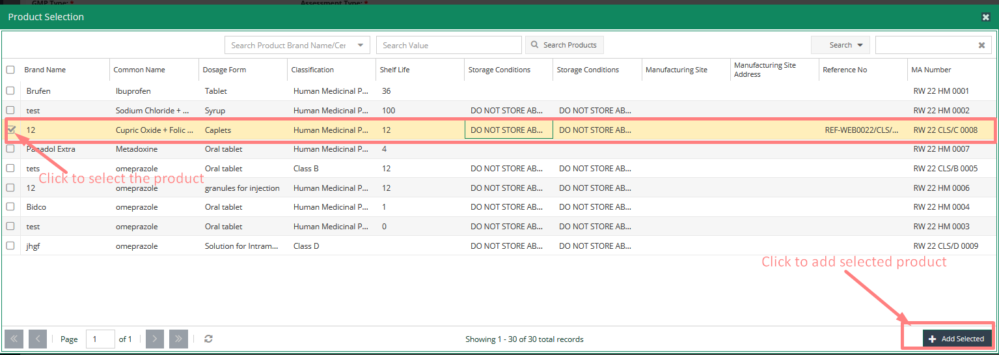 GMP Type:* Assessment Type:*
Product Selection
Search Product Brand Name/Cer Search Value Search Products Search
Brand Name Common Name Dosage Form Classification Shelf Life Storage Conditions Storage Conditions Manufacturing Site Manufacturing Site Address Reference No MA Number
Brufen Ibuprofen Tablet Human Medicinal P... 36 RW 22 HM 0001
test Sodium Chloride + ... Syrup Human Medicinal P... 100 DO NOT STORE AB... DO NOT STORE AB... RW 22 HM 0002
12 Cupric Oxide + Folic ... Caplets Human Medicinal P... 12 DO NOT STORE AB... DO NOT STORE AB... REF-WEB0022/CLS/... RW 22 CLS/C 0008
Panadol Extra Metadoxine Oral tablet Human Medicinal P... 4 RW 22 HM 0007
tets omeprazole Oral tablet Class B 12 DO NOT STORE AB... DO NOT STORE AB... RW 22 CLS/B 0005
Click to select the product
12 omeprazole granules for injection Human Medicinal P... 12 DO NOT STORE AB... DO NOT STORE AB... RW 22 HM 0006
Bidco omeprazole Oral tablet Human Medicinal P... 1 DO NOT STORE AB... DO NOT STORE AB... RW 22 HM 0004
test omeprazole Oral tablet Human Medicinal P... 0 DO NOT STORE AB... DO NOT STORE AB... RW 22 HM 0003
jhgf omeprazole Solution for Intram... Class D DO NOT STORE AB... DO NOT STORE AB... RW 22 CLS/D 0009
Click to add selected product
Page 1 of 1 Showing 1 - 30 of 30 total records Add Selected